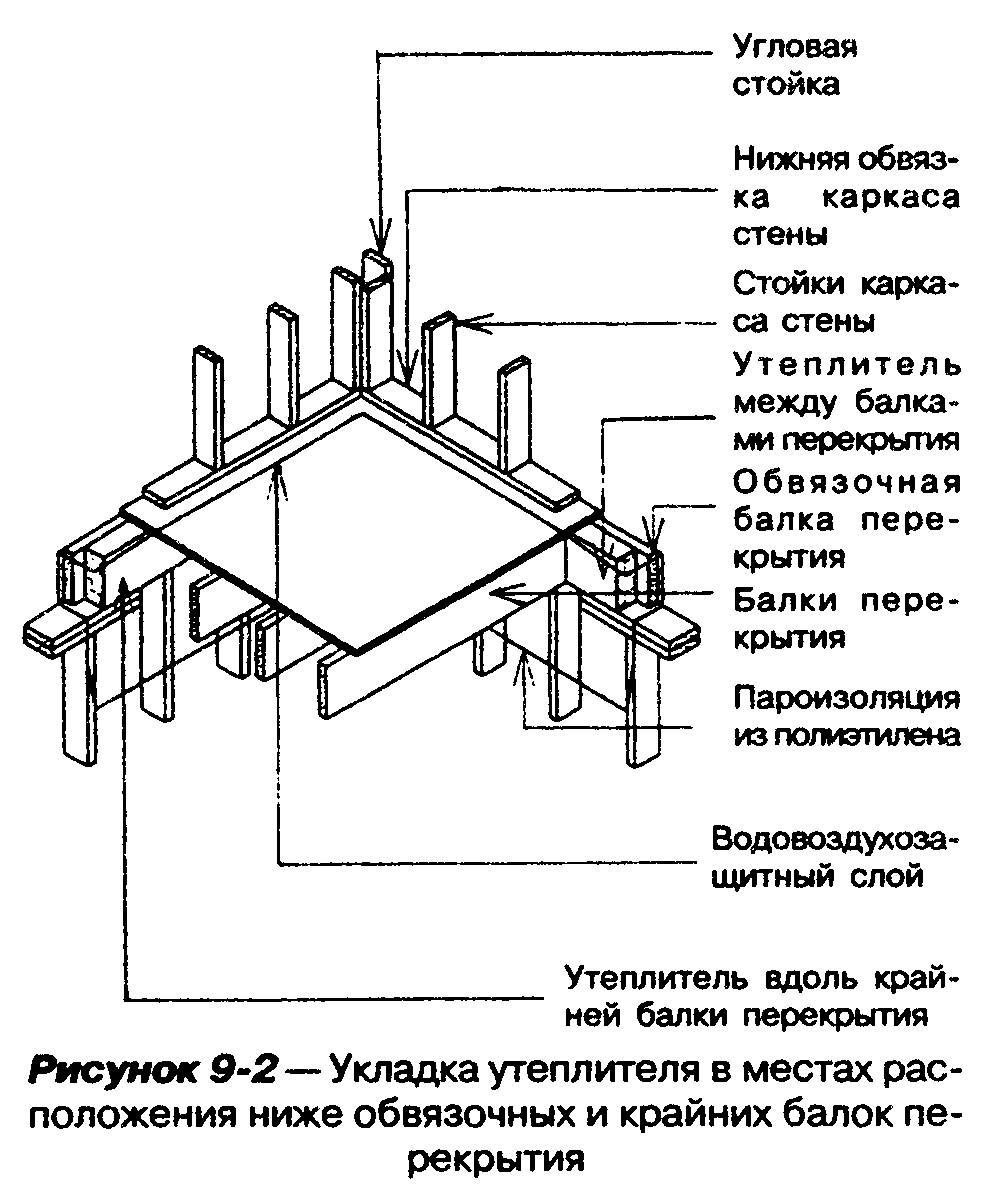 Угловая
стойка
Нижняя обвяз-
ка каркаса
стены
Стойки карка-
са стены
Утеплитель
между балка-
ми перекрытия
Обвязочная
балка пере-
крытия
Балки пере-
крытия
Пароизоляция
из полиэтилена
Водовоздухоза-
щитный слой
Утеплитель вдоль край-
ней балки перекрытия
Рисунок 9-2 — Укладка утеплителя в местах рас-
положения ниже обвязочных и крайних балок пе-
рекрытия